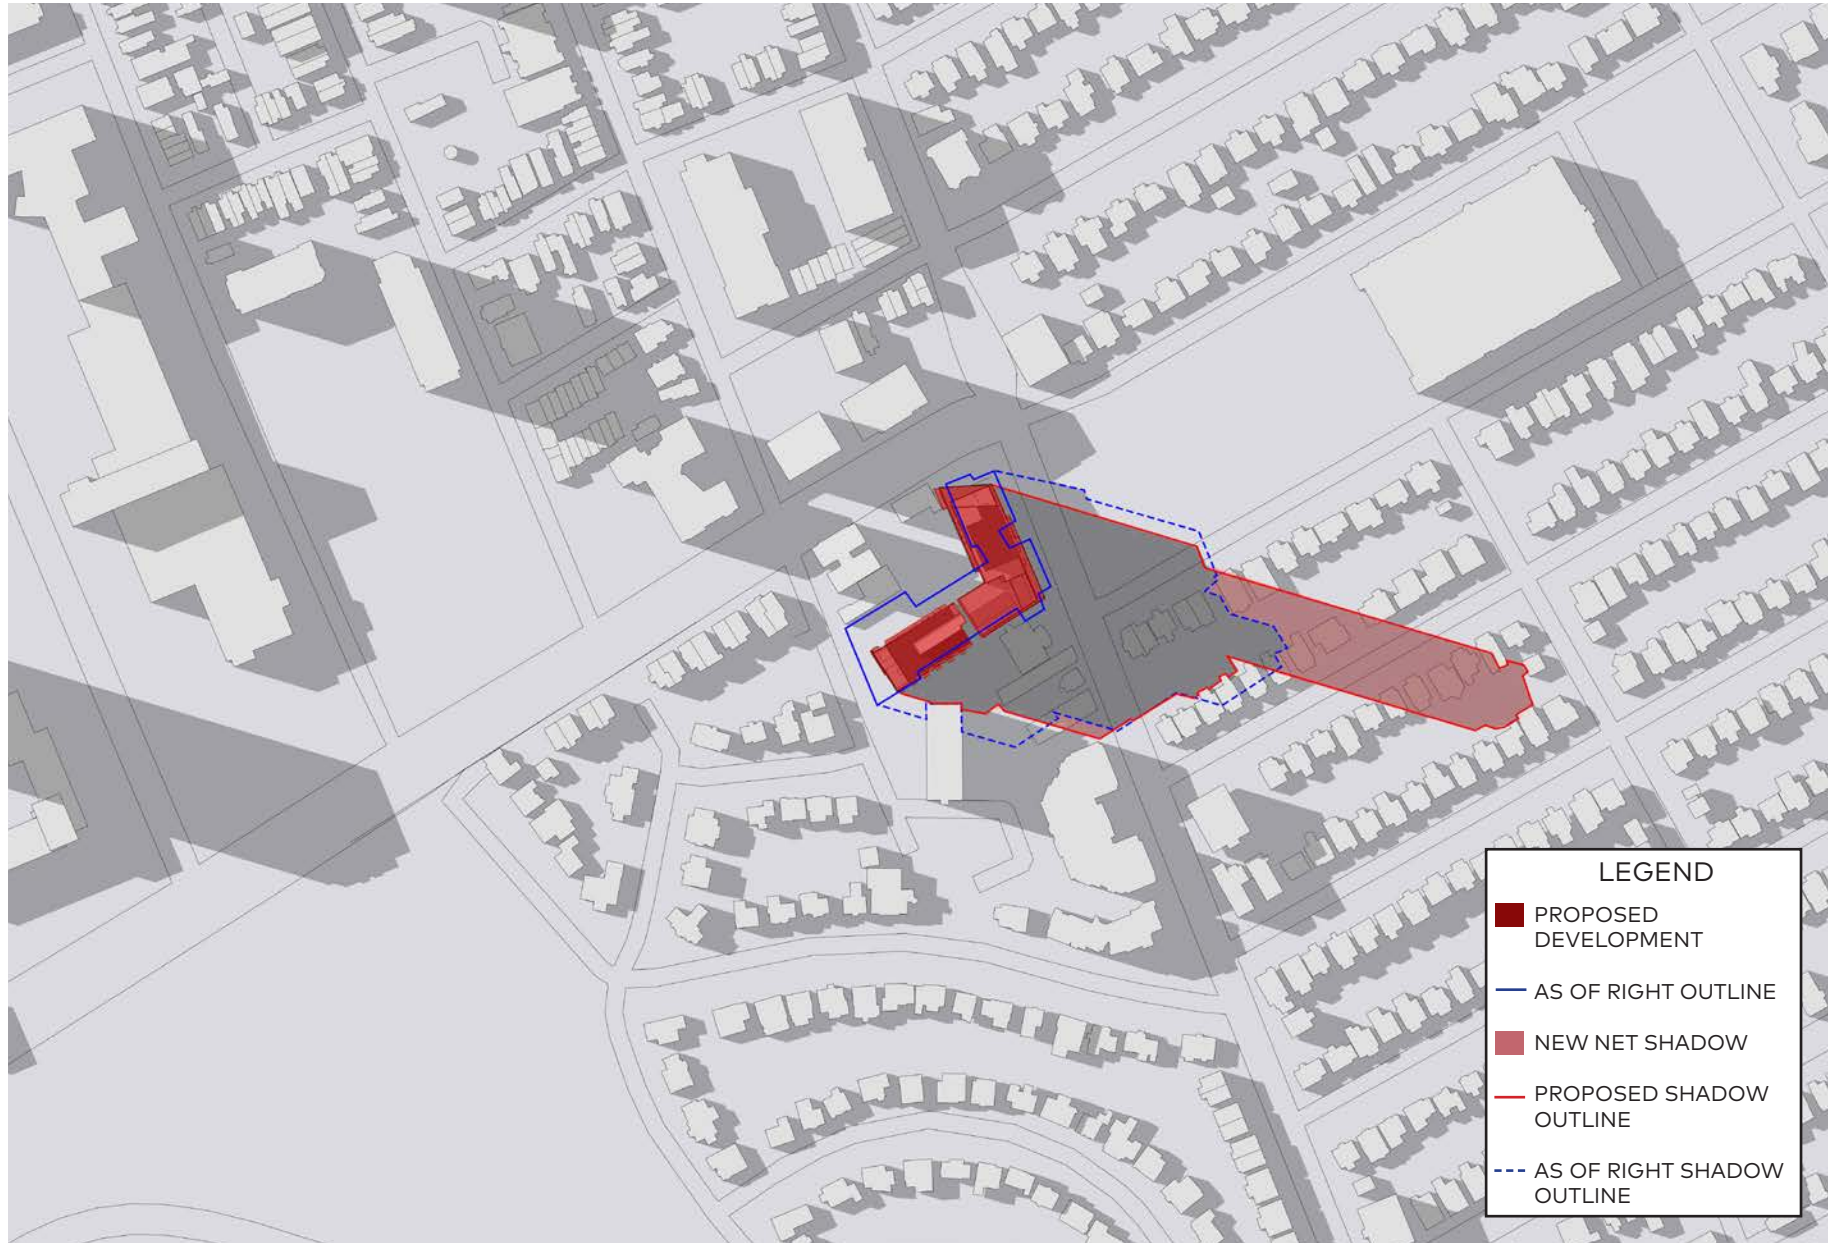 LEGEND
PROPOSED
DEVELOPMENT
AS OF RIGHT OUTLINE
NEW NET SHADOW
PROPOSED SHADOW
OUTLINE
AS OF RIGHT SHADOW
OUTLINE